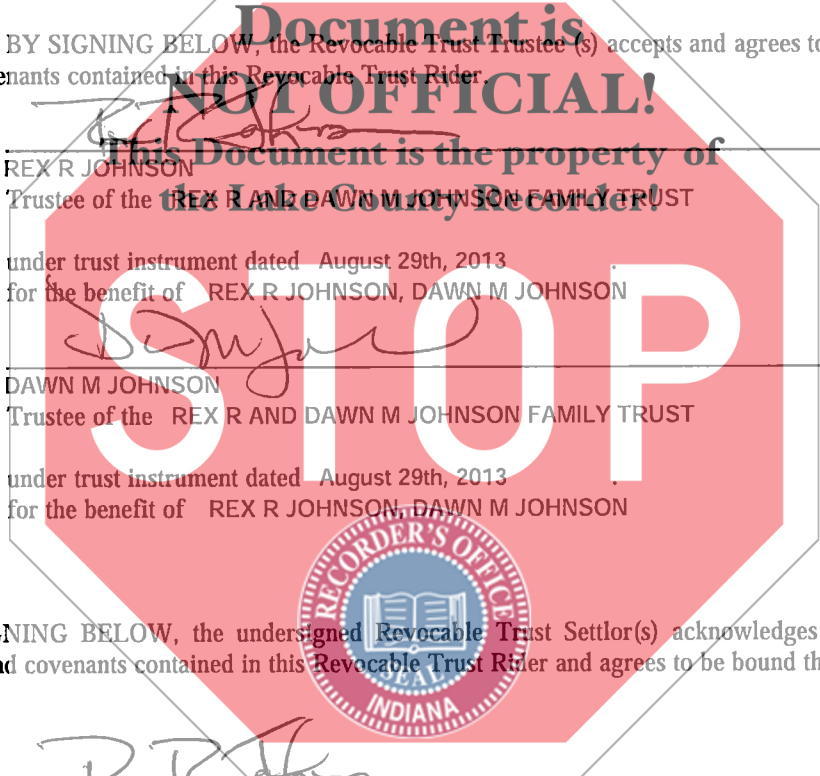 Document is
BY SIGNING BELOW, the Revocable Trust Trustee (s) accepts and agrees to
enants contained in this Revocable Trust Rider.
NOT OFFICIAL!
This Document is the property of
REX R JOHNSON
the Lake County Recorder!
Trustee of the REX R AND DAWN M JOHNSON FAMILY TRUST
under trust instrument dated August 29th, 2013 .
for the benefit of REX R JOHNSON, DAWN M JOHNSON
STOP
DAWN M JOHNSON
Trustee of the REX R AND DAWN M JOHNSON FAMILY TRUST
under trust instrument dated August 29th, 2013 .
for the benefit of REX R JOHNSON, DAWN M JOHNSON
RECORDER'S OFFICE
NING BELOW, the undersigned Revocable Trust Settlor(s) acknowledges
d covenants contained in this Revocable Trust Rider and agrees to be bound th
SEAL
INDIANA